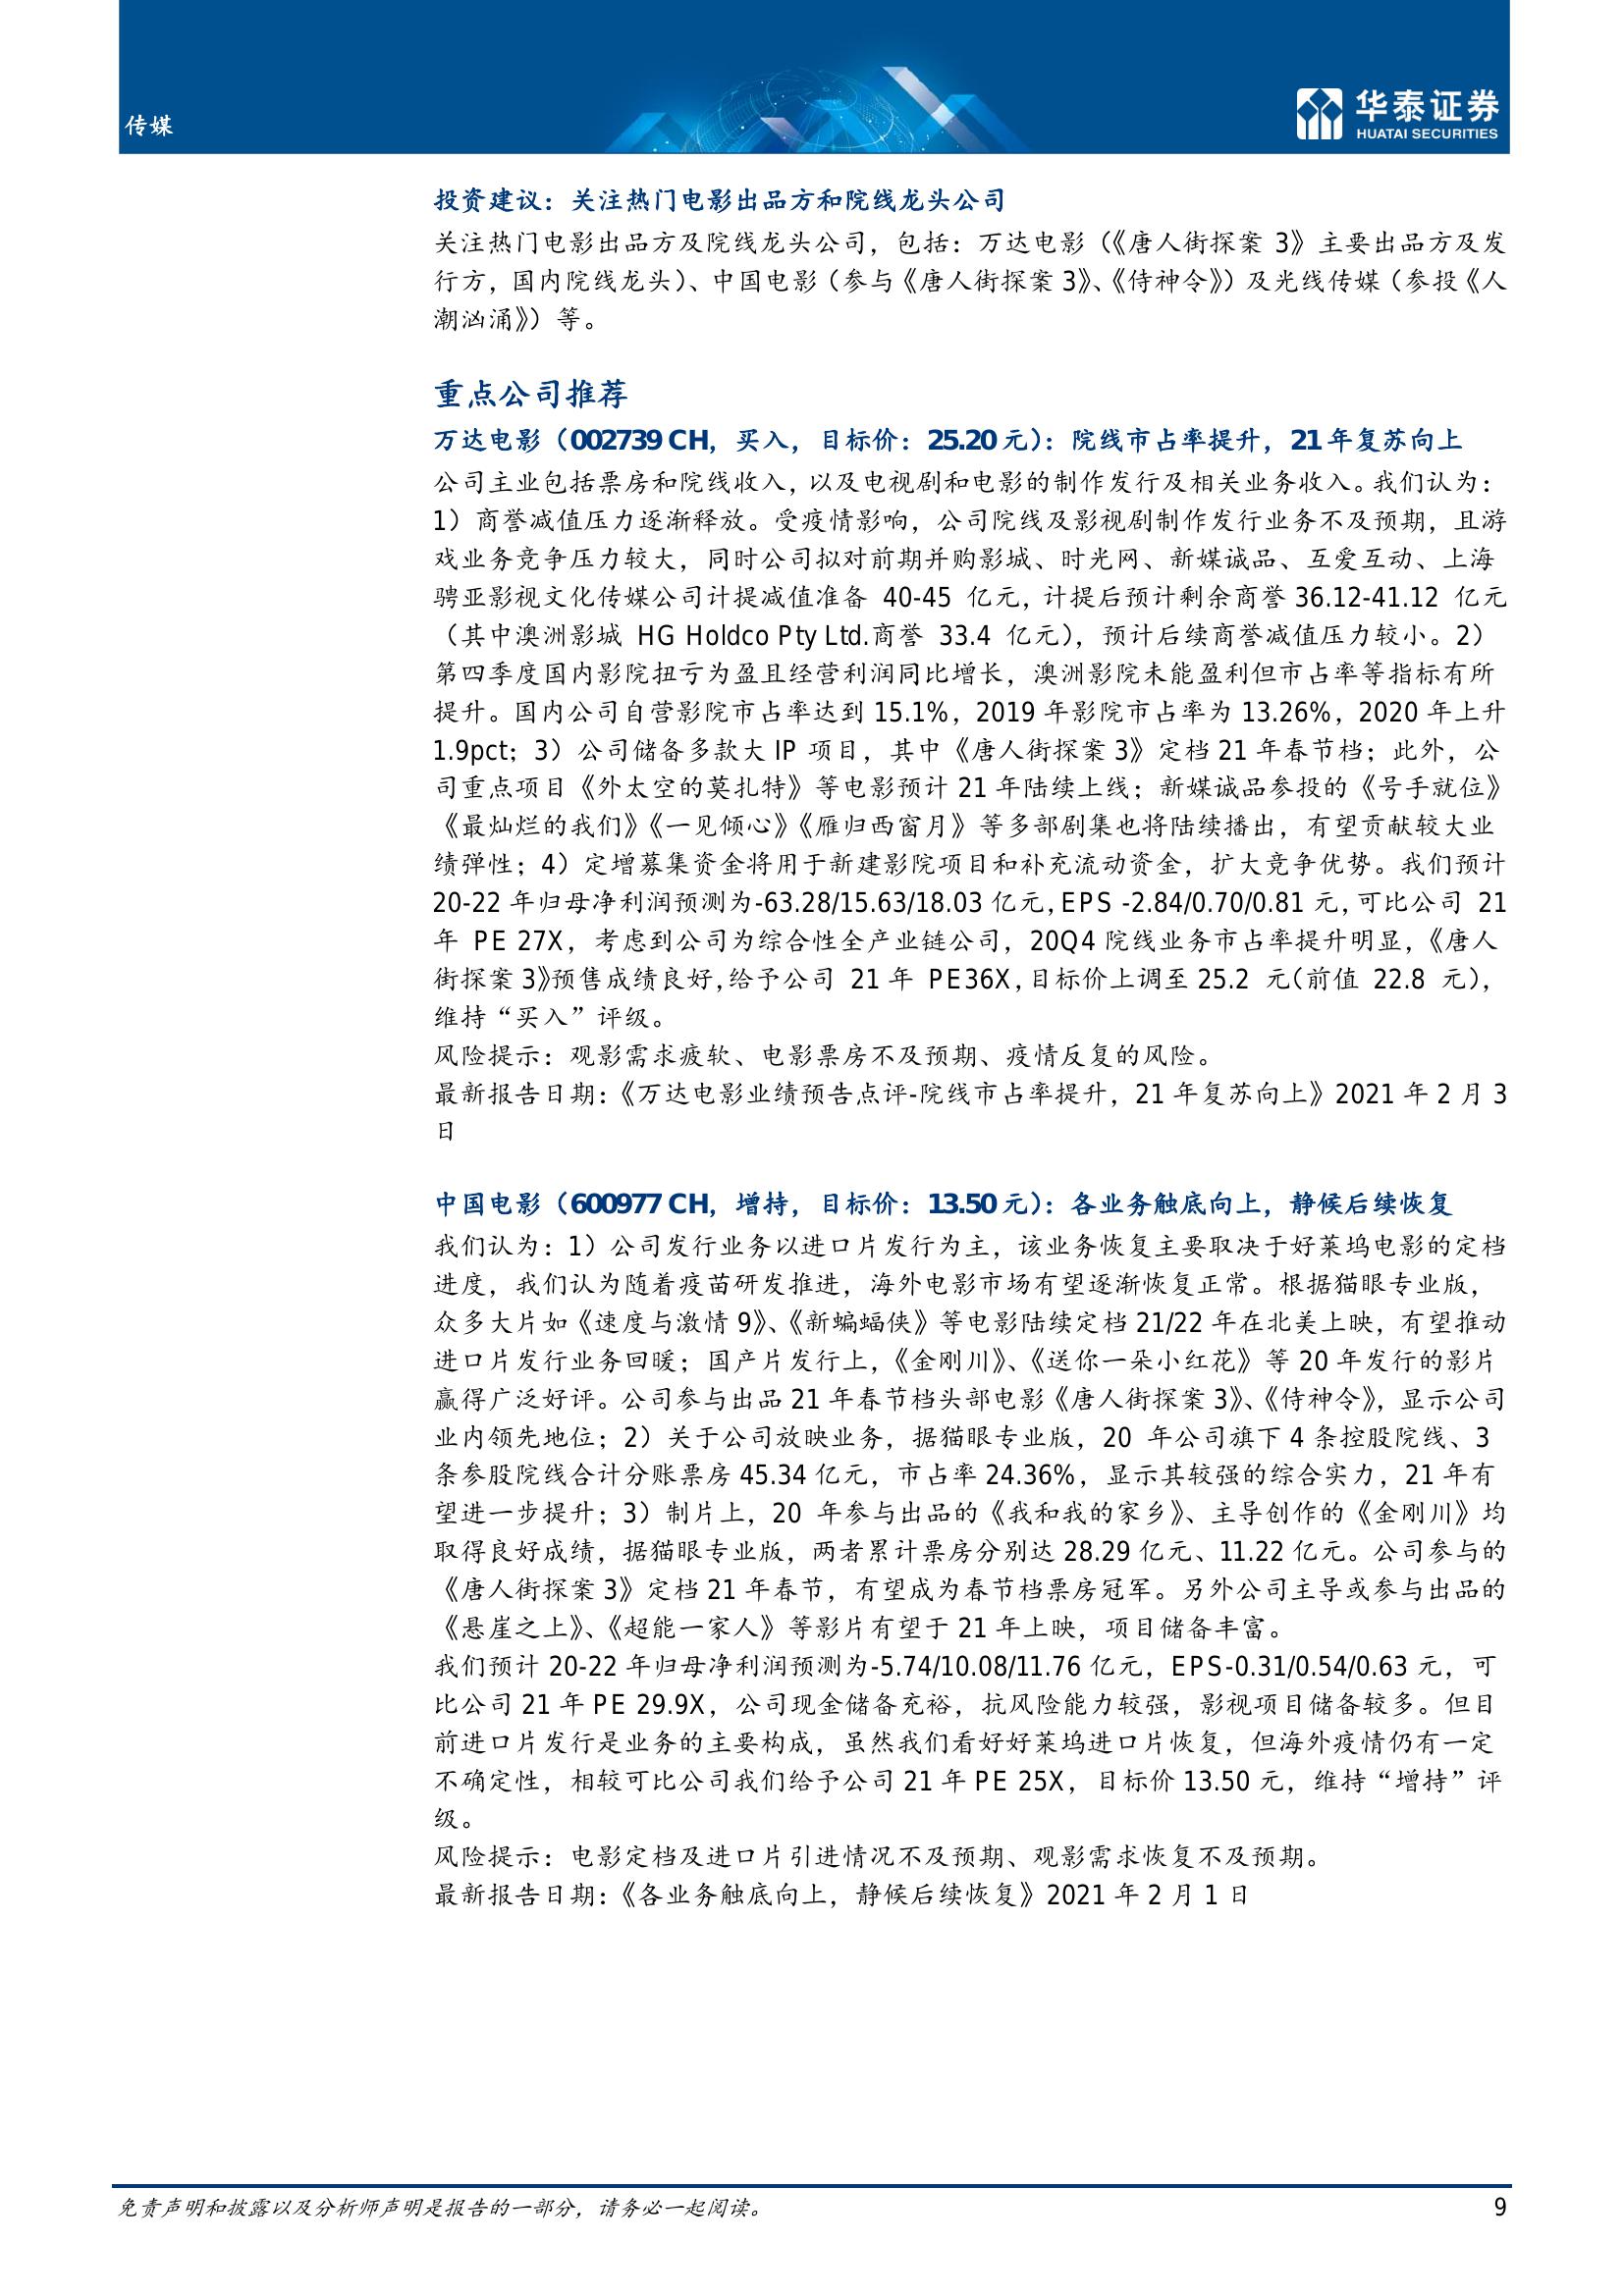 传媒
华泰证券
HUATAI SECURITIES
投资建议：关注热门电影出品方和院线龙头公司
关注热门电影出品方及院线龙头公司，包括：万达电影（《唐人街探案 3》主要出品方及发
行方，国内院线龙头）、中国电影（参与《唐人街探案 3》、《侍神令》）及光线传媒（参投《人
潮汹涌》）等。
重点公司推荐
万达电影（002739 CH，买入，目标价：25.20 元）：院线市占率提升，21 年复苏向上
公司主业包括票房和院线收入，以及电视剧和电影的制作发行及相关业务收入。我们认为：
1）商誉减值压力逐渐释放。受疫情影响，公司院线及影视剧制作发行业务不及预期，且游
戏业务竞争压力较大，同时公司拟对前期并购影城、时光网、新媒诚品、互爱互动、上海
骋亚影视文化传媒公司计提减值准备 40-45 亿元，计提后预计剩余商誉 36.12-41.12 亿元
（其中澳洲影城 HG Holdco Pty Ltd.商誉 33.4 亿元），预计后续商誉减值压力较小。2）
第四季度国内影院扭亏为盈且经营利润同比增长，澳洲影院未能盈利但市占率等指标有所
提升。国内公司自营影院市占率达到 15.1%，2019 年影院市占率为 13.26%，2020 年上升
1.9pct；3）公司储备多款大 IP 项目，其中《唐人街探案 3》定档 21 年春节档；此外，公
司重点项目《外太空的莫扎特》等电影预计 21 年陆续上线；新媒诚品参投的《号手就位》
《最灿烂的我们》《一见倾心》《雁归西窗月》等多部剧集也将陆续播出，有望贡献较大业
绩弹性；4）定增募集资金将用于新建影院项目和补充流动资金，扩大竞争优势。我们预计
20-22 年归母净利润预测为-63.28/15.63/18.03 亿元，EPS -2.84/0.70/0.81 元，可比公司 21
年 PE 27X，考虑到公司为综合性全产业链公司，20Q4 院线业务市占率提升明显，《唐人
街探案 3》预售成绩良好，给予公司 21 年 PE36X，目标价上调至 25.2 元（前值 22.8 元），
维持“买入”评级。
风险提示：观影需求疲软、电影票房不及预期、疫情反复的风险。
最新报告日期：《万达电影业绩预告点评-院线市占率提升，21 年复苏向上》2021 年 2 月 3
日
中国电影（600977 CH，增持，目标价：13.50 元）：各业务触底向上，静候后续恢复
我们认为：1）公司发行业务以进口片发行为主，该业务恢复主要取决于好莱坞电影的定档
进度，我们认为随着疫苗研发推进，海外电影市场有望逐渐恢复正常。根据猫眼专业版，
众多大片如《速度与激情 9》、《新蝙蝠侠》等电影陆续定档 21/22 年在北美上映，有望推动
进口片发行业务回暖；国产片发行上，《金刚川》、《送你一朵小红花》等 20 年发行的影片
赢得广泛好评。公司参与出品 21 年春节档头部电影《唐人街探案 3》、《侍神令》，显示公司
业内领先地位；2）关于公司放映业务，据猫眼专业版，20 年公司旗下 4 条控股院线、3
条参股院线合计分账票房 45.34 亿元，市占率 24.36%，显示其较强的综合实力，21 年有
望进一步提升；3）制片上，20 年参与出品的《我和我的家乡》、主导创作的《金刚川》均
取得良好成绩，据猫眼专业版，两者累计票房分别达 28.29 亿元、11.22 亿元。公司参与的
《唐人街探案 3》定档 21 年春节，有望成为春节档票房冠军。另外公司主导或参与出品的
《悬崖之上》、《超能一家人》等影片有望于 21 年上映，项目储备丰富。
我们预计 20-22 年归母净利润预测为-5.74/10.08/11.76 亿元，EPS-0.31/0.54/0.63 元，可
比公司 21 年 PE 29.9X，公司现金储备充裕，抗风险能力较强，影视项目储备较多。但目
前进口片发行是业务的主要构成，虽然我们看好好莱坞进口片恢复，但海外疫情仍有一定
不确定性，相较可比公司我们给予公司 21 年 PE 25X，目标价 13.50 元，维持“增持”评
级。
风险提示：电影定档及进口片引进情况不及预期、观影需求恢复不及预期。
最新报告日期：《各业务触底向上，静候后续恢复》2021 年 2 月 1 日
免责声明和披露以及分析师声明是报告的一部分，请务必一起阅读。
9